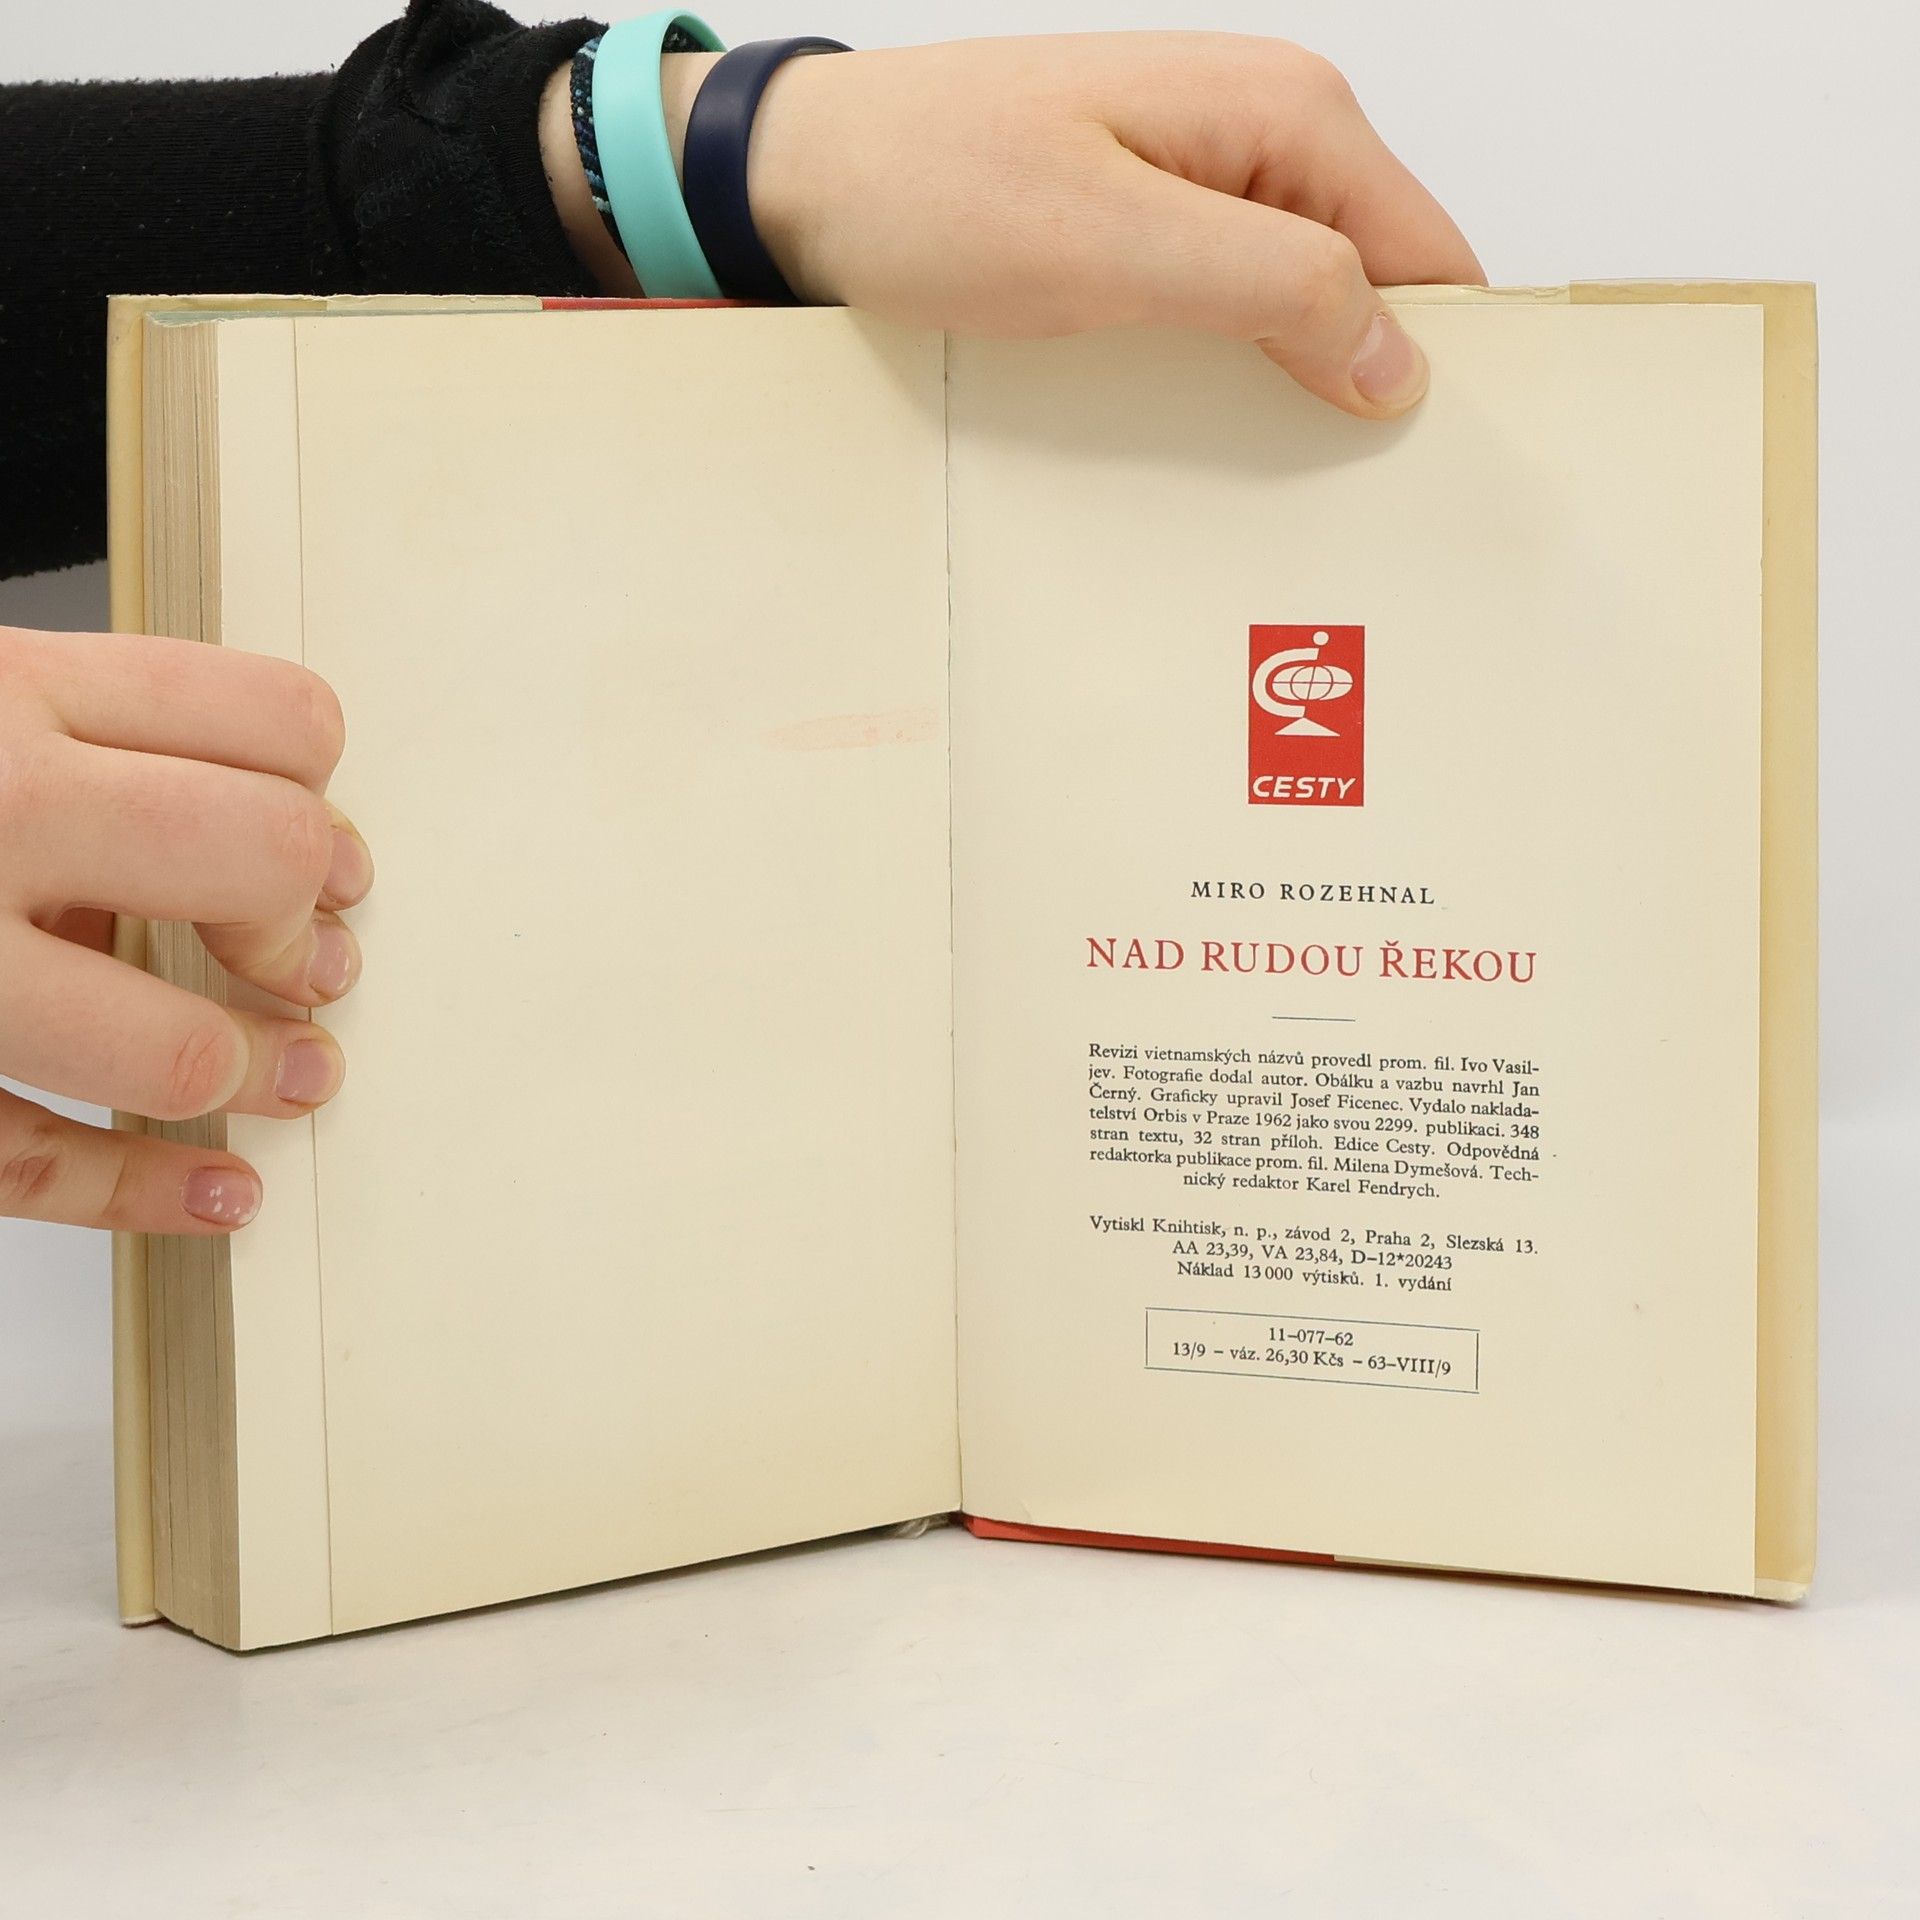 CESTY
MIRO ROZEHNAL
NAD RUDOU ŘEKOU
Revizi vietnamských názvů provedl prom. fil. Ivo Vasil-
jev. Fotografie dodal autor. Obálku a vazbu navrhl Jan
Černý. Graficky upravil Josef Ficenec. Vydalo naklada-
telství Orbis v Praze 1962 jako svou 2299. publikaci. 348
stran textu, 32 stran příloh. Edice Cesty. Odpovědná
redaktorka publikace prom. fil. Milena Dymešová. Tech-
nický redaktor Karel Fendrych.
Vytiskl Knihtisk, n. p., závod 2, Praha 2, Slezská 13.
AA 23,39, VA 23,84, D–12*20243
Náklad 13 000 výtisků. 1. vydání
11–077–62
13/9 – váz. 26,30 Kčs – 63–VIII/9